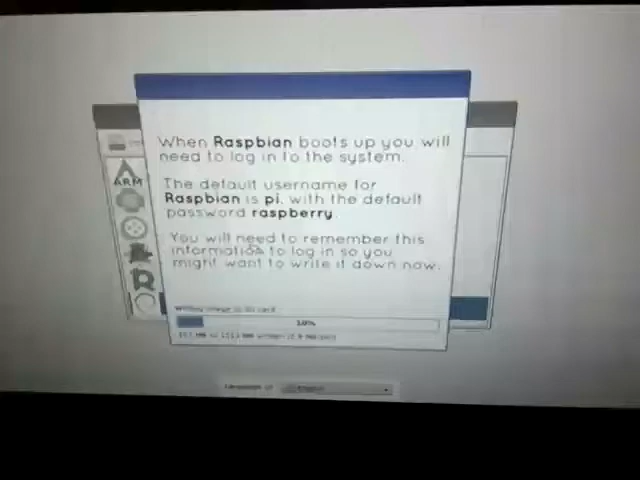 When Raspbian boots up you will
need to log in to the system.
The default username for
Raspbian is pi, with the default
password raspberry.
You will need to remember this
information to log in so you
might want to write it down now.
10%
ARM
English